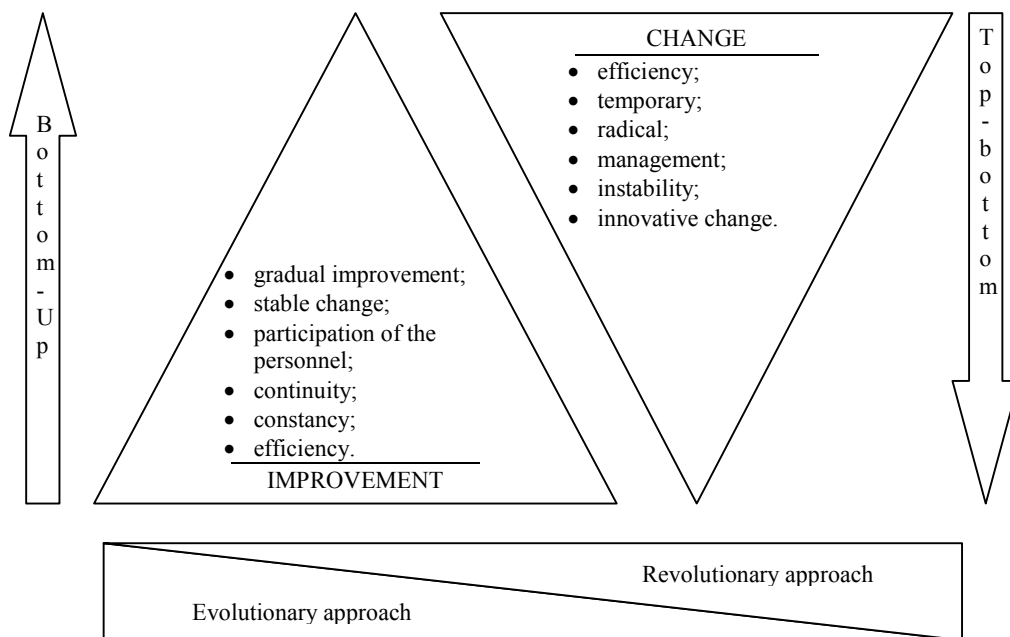 Bottom-Up
• gradual improvement;
• stable change;
• participation of the
personnel;
• continuity;
• constancy;
• efficiency.
IMPROVEMENT
CHANGE
• efficiency;
• temporary;
• radical;
• management;
• instability;
• innovative change.
Top-bottom
Revolutionary approach
Evolutionary approach